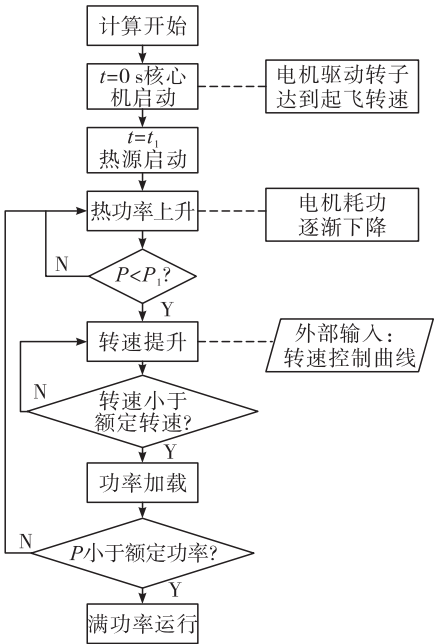 计算开始
t=0 s核心
机启动
电机驱动转子
达到起飞转速
t=t₁
热源启动
热功率上升
电机耗功
逐渐下降
N
P<P₁?
Y
转速提升
外部输入：
转速控制曲线
N
转速小于
额定转速?
Y
功率加载
N
P小于额定功率?
Y
满功率运行